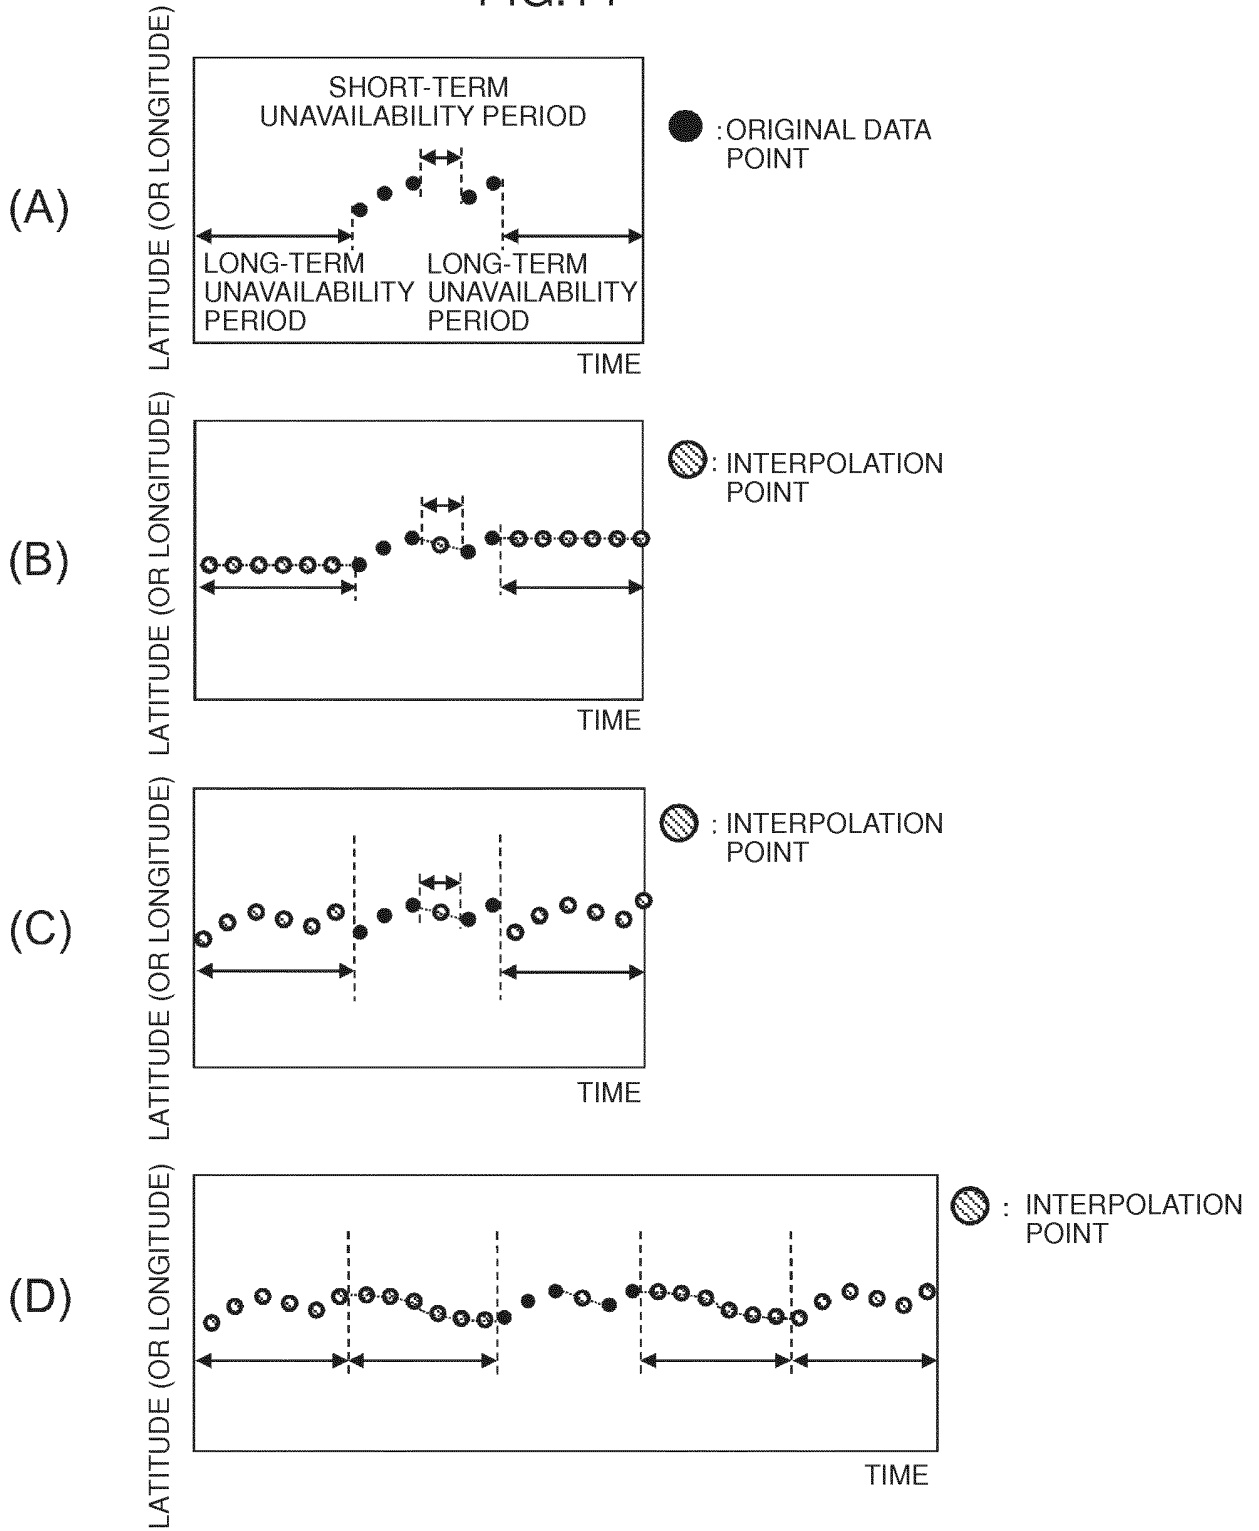 (A)
LATITUDE (OR LONGITUDE)
SHORT-TERM
UNAVAILABILITY PERIOD
LONG-TERM
UNAVAILABILITY
PERIOD
LONG-TERM
UNAVAILABILITY
PERIOD
TIME
: ORIGINAL DATA
POINT
(B)
LATITUDE (OR LONGITUDE)
TIME
: INTERPOLATION
POINT
(C)
LATITUDE (OR LONGITUDE)
TIME
: INTERPOLATION
POINT
(D)
LATITUDE (OR LONGITUDE)
TIME
: INTERPOLATION
POINT